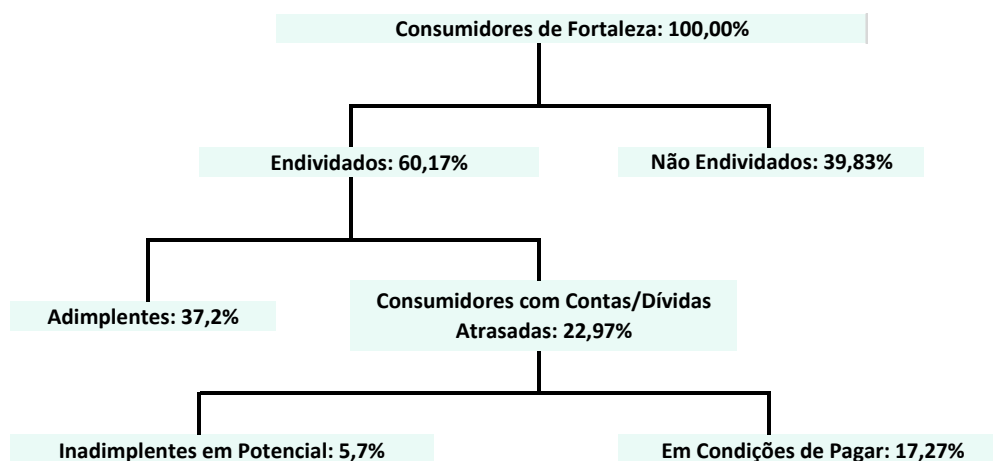 Consumidores de Fortaleza: 100,00%
Endividados: 60,17%
Não Endividados: 39,83%
Adimplentes: 37,2%
Consumidores com Contas/Dívidas
Atrasadas: 22,97%
Inadimplentes em Potencial: 5,7%
Em Condições de Pagar: 17,27%